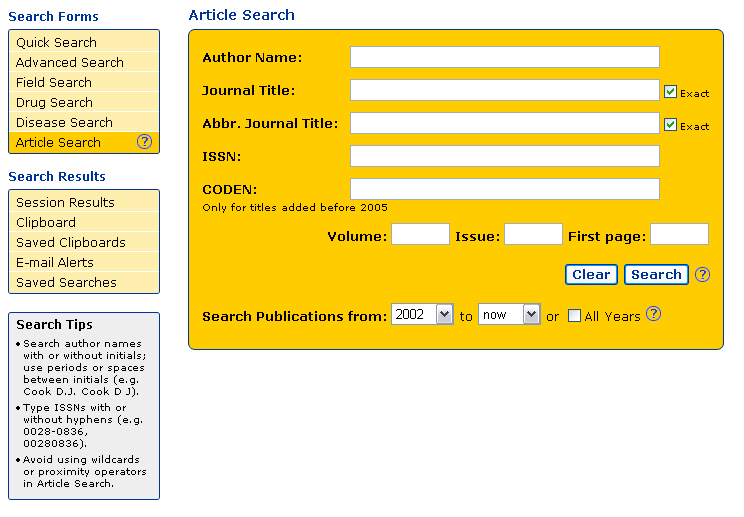 Search Forms
Quick Search
Advanced Search
Field Search
Drug Search
Disease Search
Article Search ?
Search Results
Session Results
Clipboard
Saved Clipboards
E-mail Alerts
Saved Searches
Search Tips
• Search author names
with or without initials;
use periods or spaces
between initials (e.g.
Cook D.J. Cook D J).
• Type ISSNs with or
without hyphens (e.g.
0028-0836,
00280836).
• Avoid using wildcards
or proximity operators
in Article Search.
Article Search
Author Name:
Journal Title: Exact
Abbr. Journal Title: Exact
ISSN:
CODEN:
Only for titles added before 2005
Volume: Issue: First page:
Clear Search ?
Search Publications from: 2002 to now or All Years ?